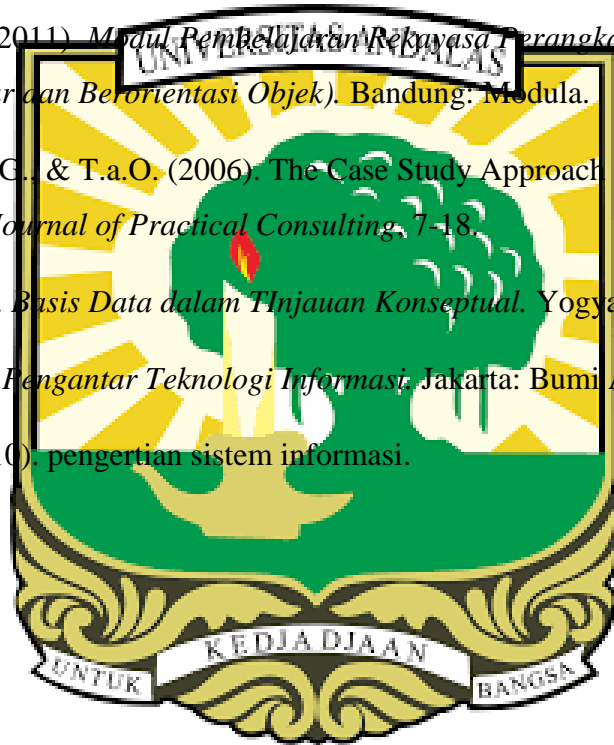 2011). Modul Pembelajaran Rekayasa Perangka
UNIVERSITAS ANDALAS
dan Berorientasi Objek). Bandung: Modula.
G., & T.a.O. (2006). The Case Study Approach
Journal of Practical Consulting, 7-18.
Basis Data dalam TInjauan Konseptual. Yogya
Pengantar Teknologi Informasi. Jakarta: Bumi A
0). pengertian sistem informasi.
KEDJADJAAN
UNTUK BANGSA